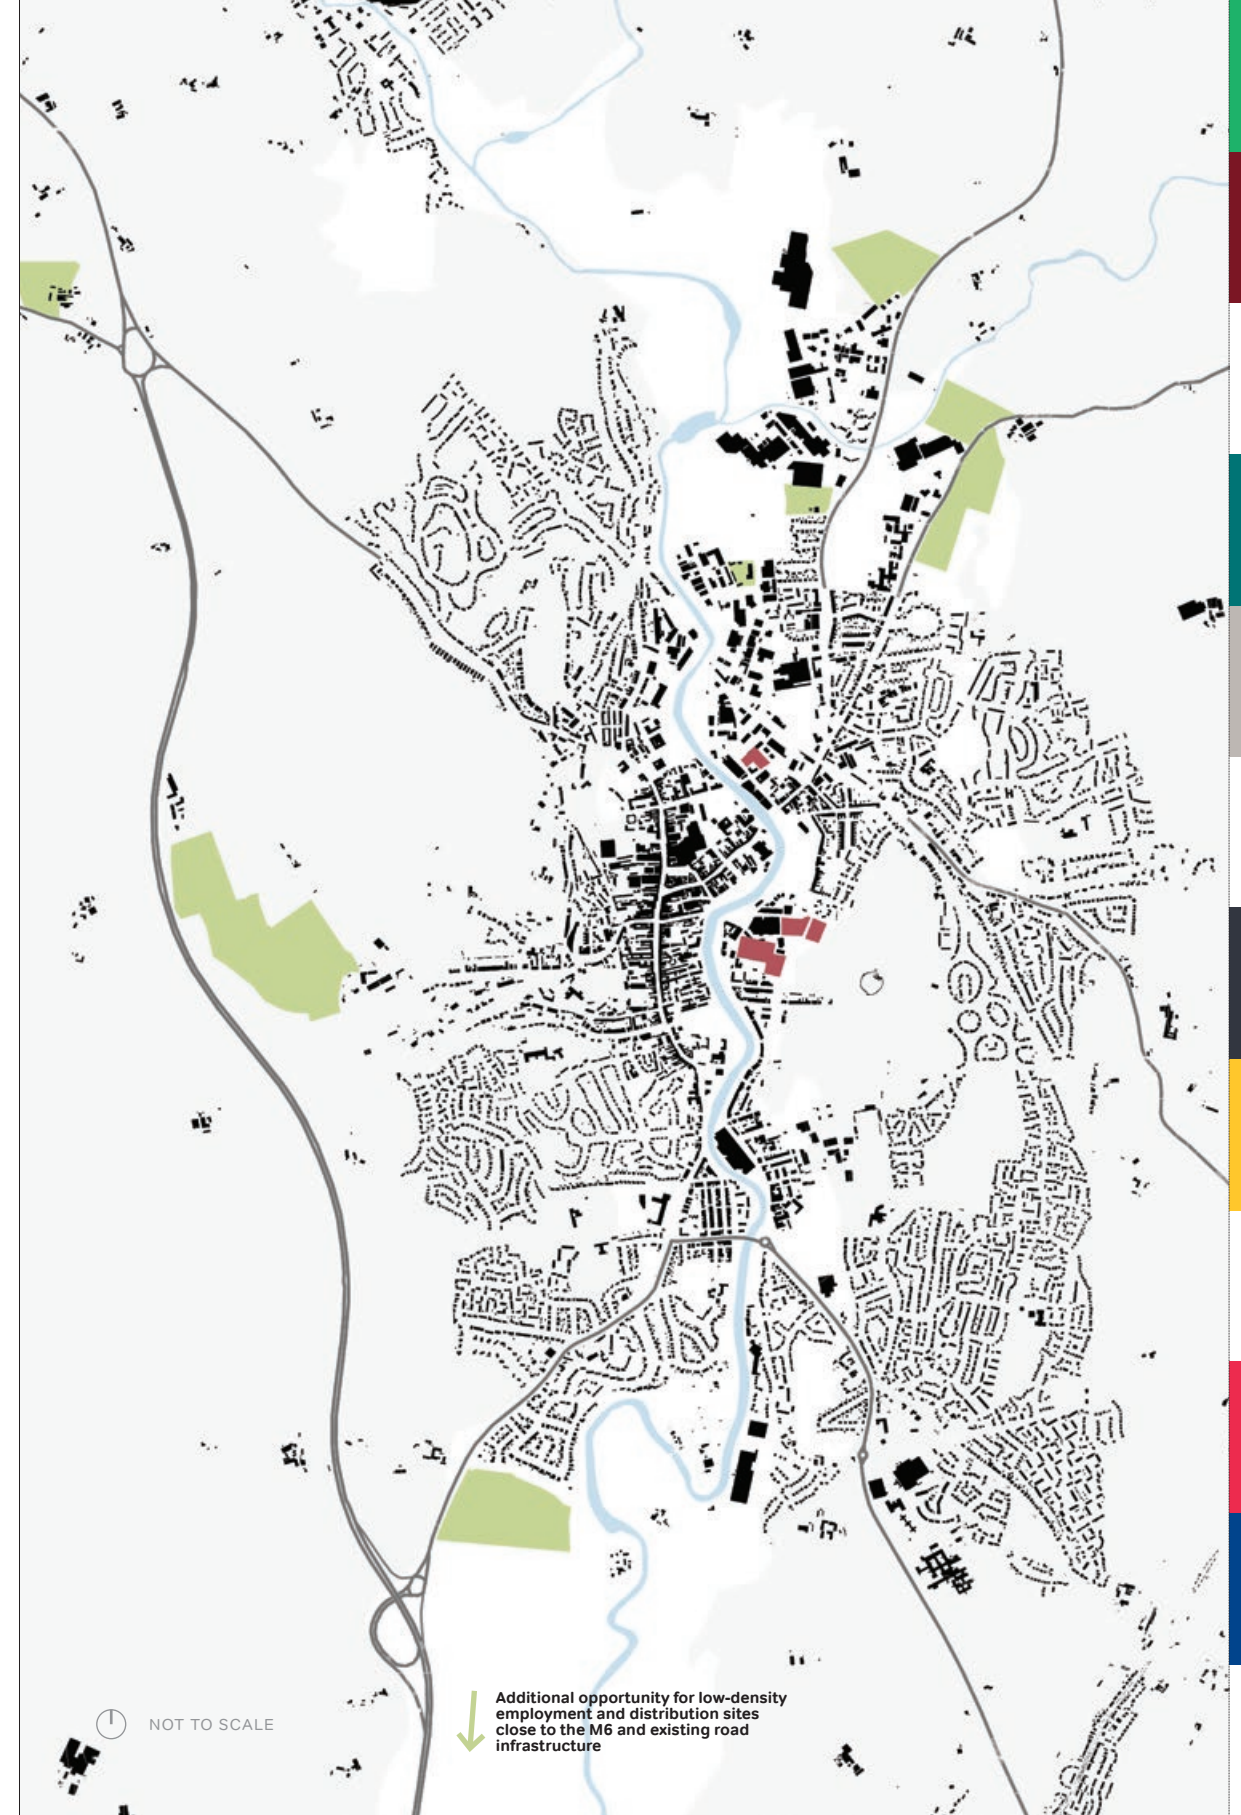 NOT TO SCALE
Additional opportunity for low-density
employment and distribution sites
close to the M6 and existing road
infrastructure